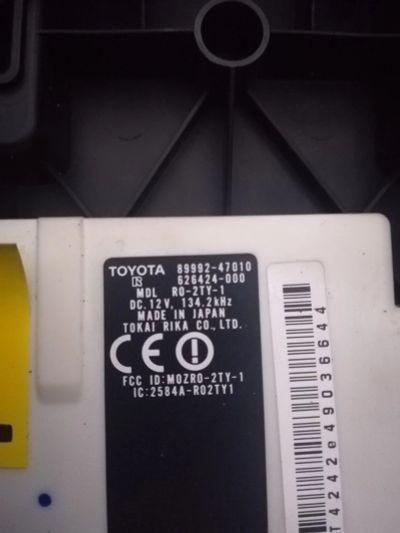 TOYOTA 89992-47010
626424-000
MDL RO-2TY-1
DC.12V, 134.2kHz
MADE IN JAPAN
TOKAI RIKA CO.,LTD.
CE
FCC ID:MOZRO-2TY-1
IC:2584A-RO2TY1
T4242e49036644